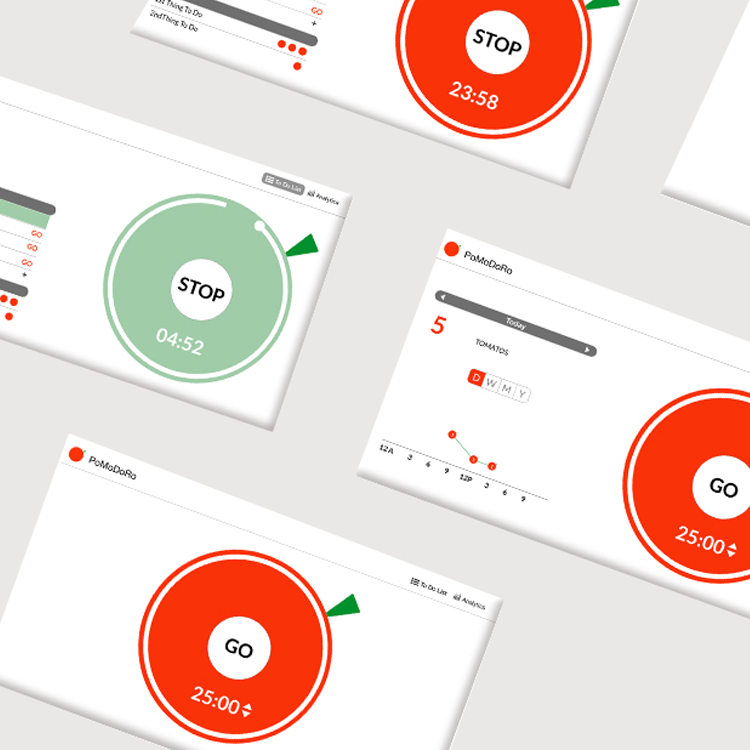 1st Thing To Do
2ndThing To Do
GO
+
STOP
23:58
To Do List
Analytics
GO
GO
GO
+
STOP
04:52
PoMoDoRo
Today
5
TOMATOS
D W M Y
12A 3 6 9 12P 3 6 9
GO
25:00
PoMoDoRo
To Do List
Analytics
GO
25:00